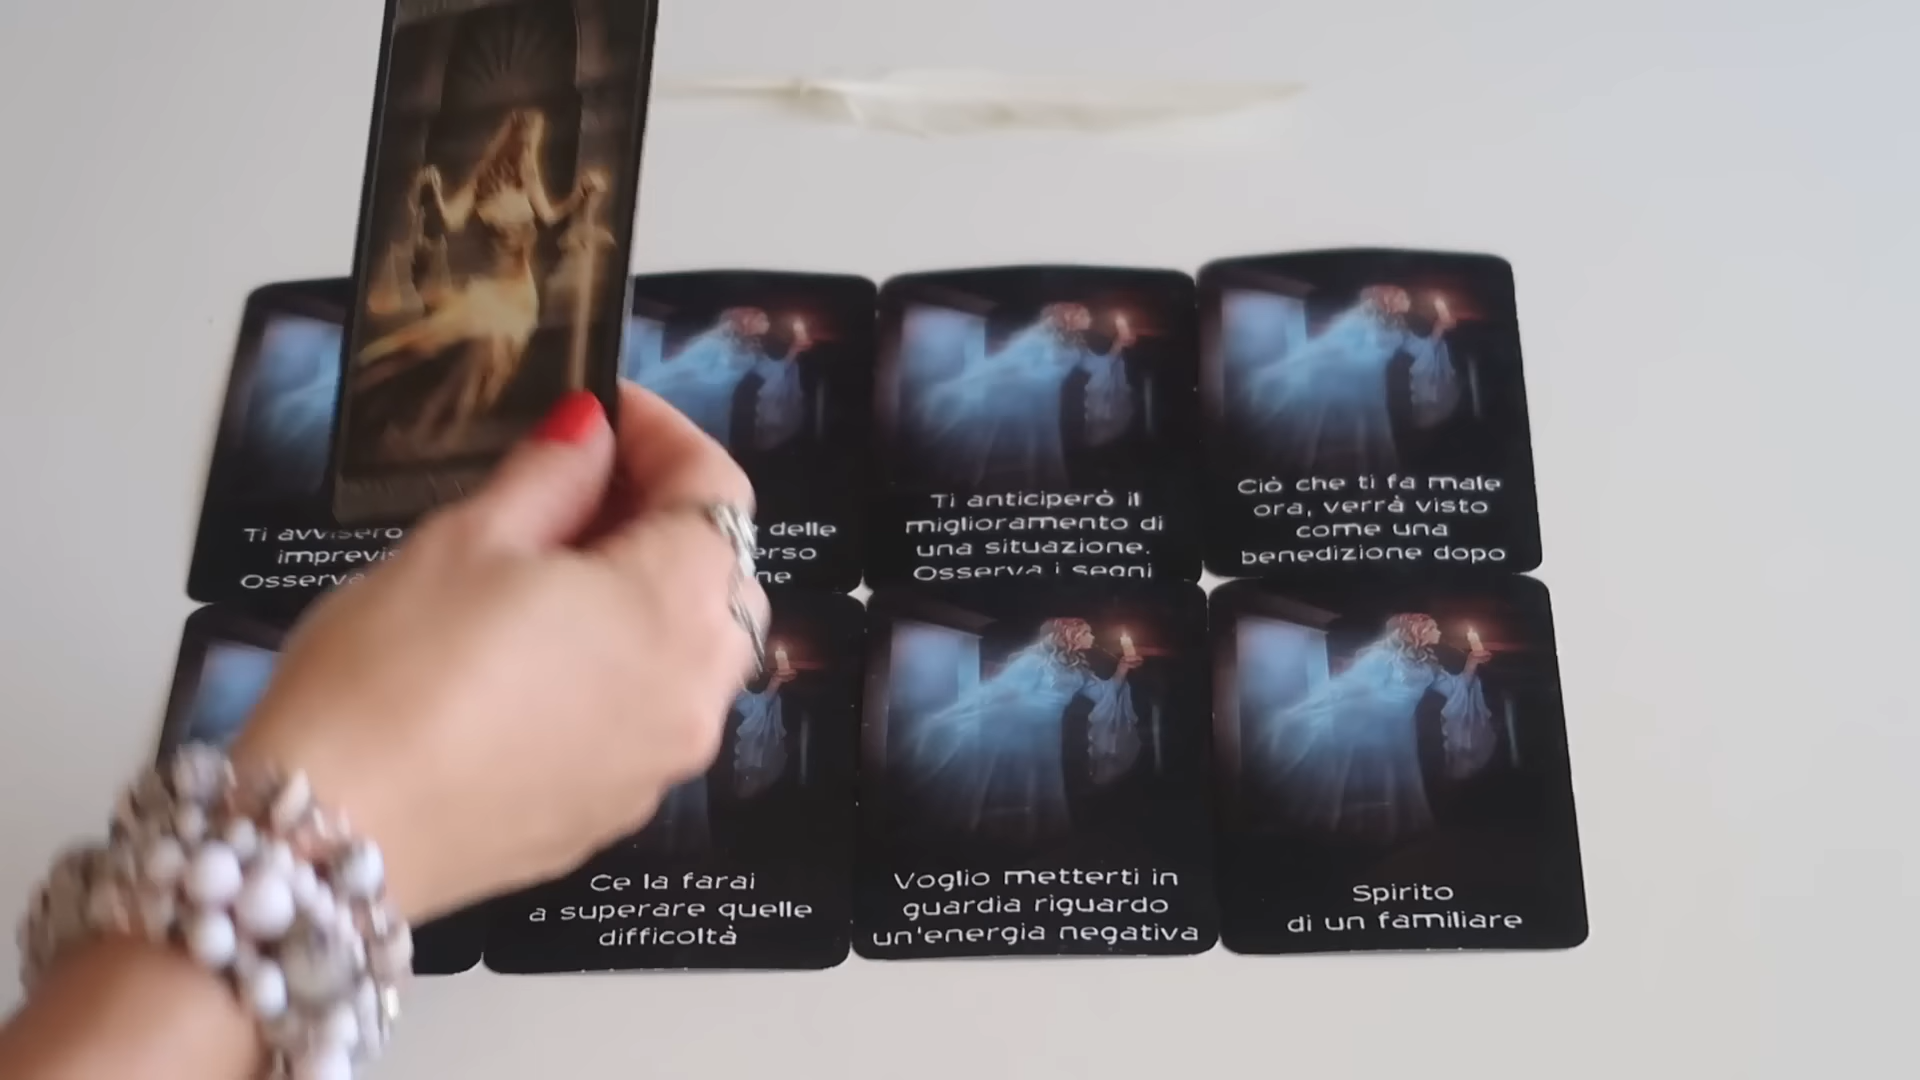 Ti avviserò
Osserva
delle
Ti anticiperò il
miglioramento di
una situazione.
Osserva i segni
Ciò che ti fa male
ora, verrà visto
come una
benedizione dopo
Ce la farai
a superare quelle
difficoltà
Voglio metterti in
guardia riguardo
un'energia negativa
Spirito
di un familiare